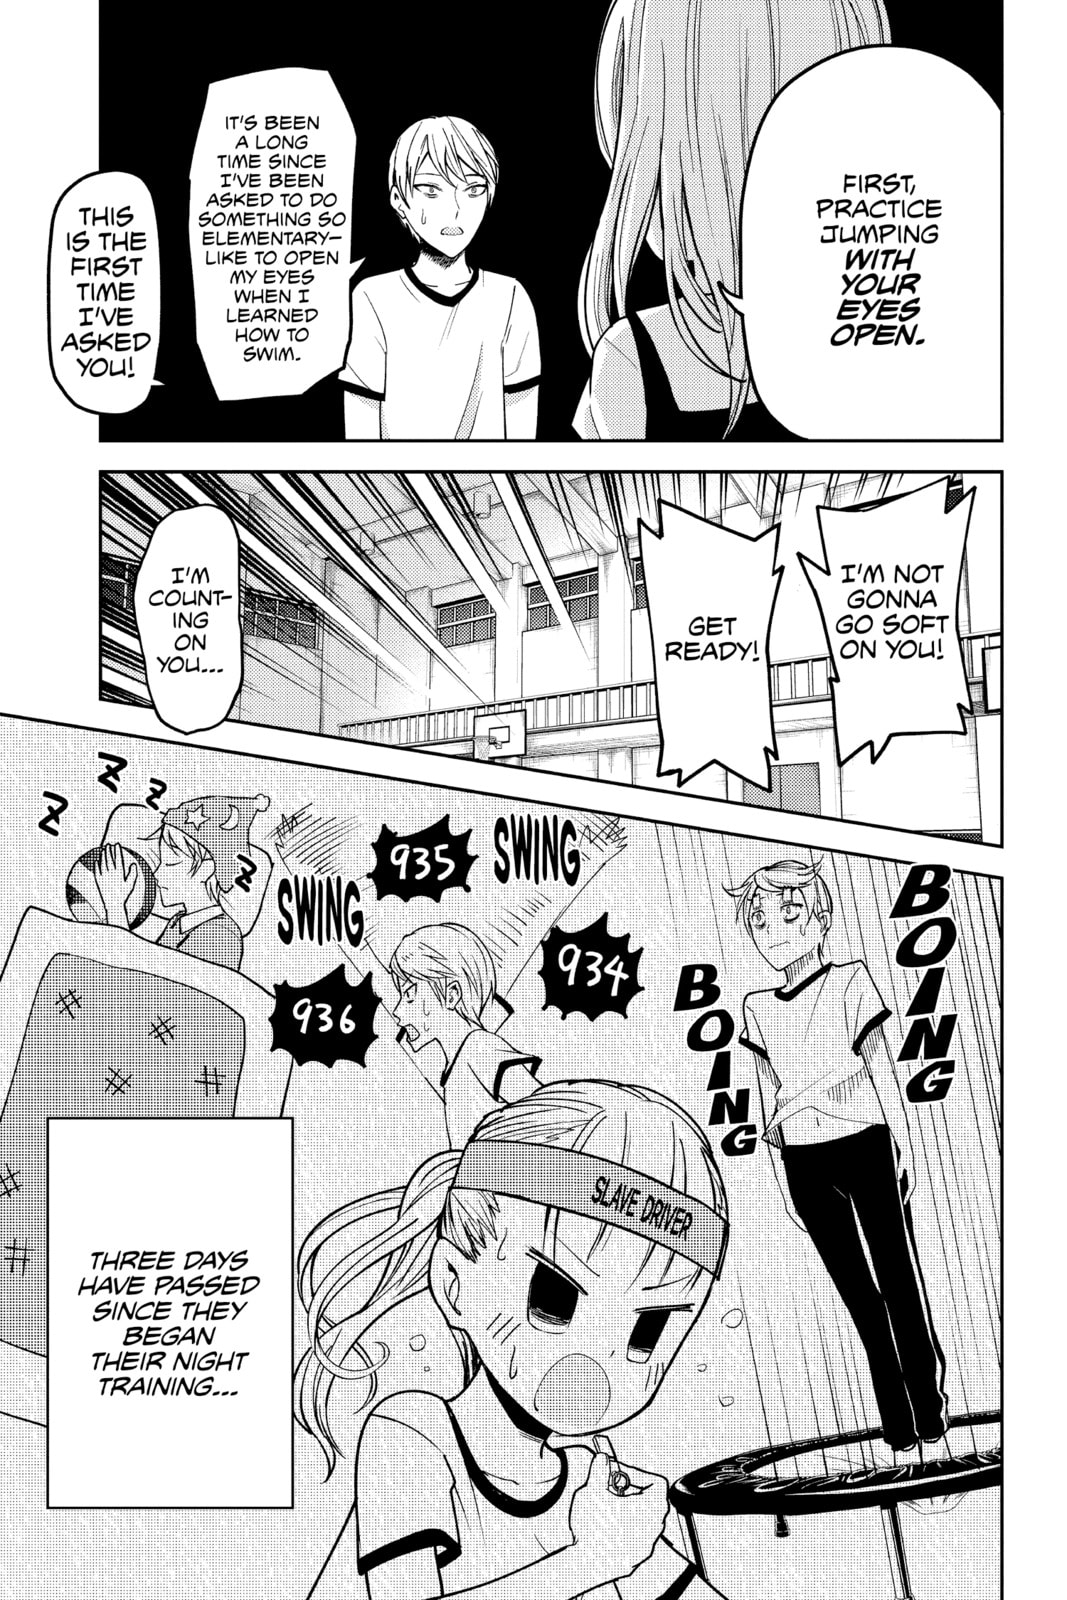 FIRST,
PRACTICE
JUMPING
WITH
YOUR
EYES
OPEN.
IT'S BEEN
A LONG
TIME SINCE
I'VE BEEN
ASKED TO DO
SOMETHING SO
ELEMENTARY—
LIKE TO OPEN
MY EYES
WHEN I
LEARNED
HOW TO
SWIM.
THIS
IS THE
FIRST
TIME
I'VE
ASKED
YOU!
I'M NOT
GONNA
GO SOFT
ON YOU!
GET
READY!
I'M
COUNT-
ING
ON
YOU...
BOING
BOING
934
SWING
935
SWING
936
Z
Z
Z
Z
SLAVE DRIVER
THREE DAYS
HAVE PASSED
SINCE THEY
BEGAN
THEIR NIGHT
TRAINING...